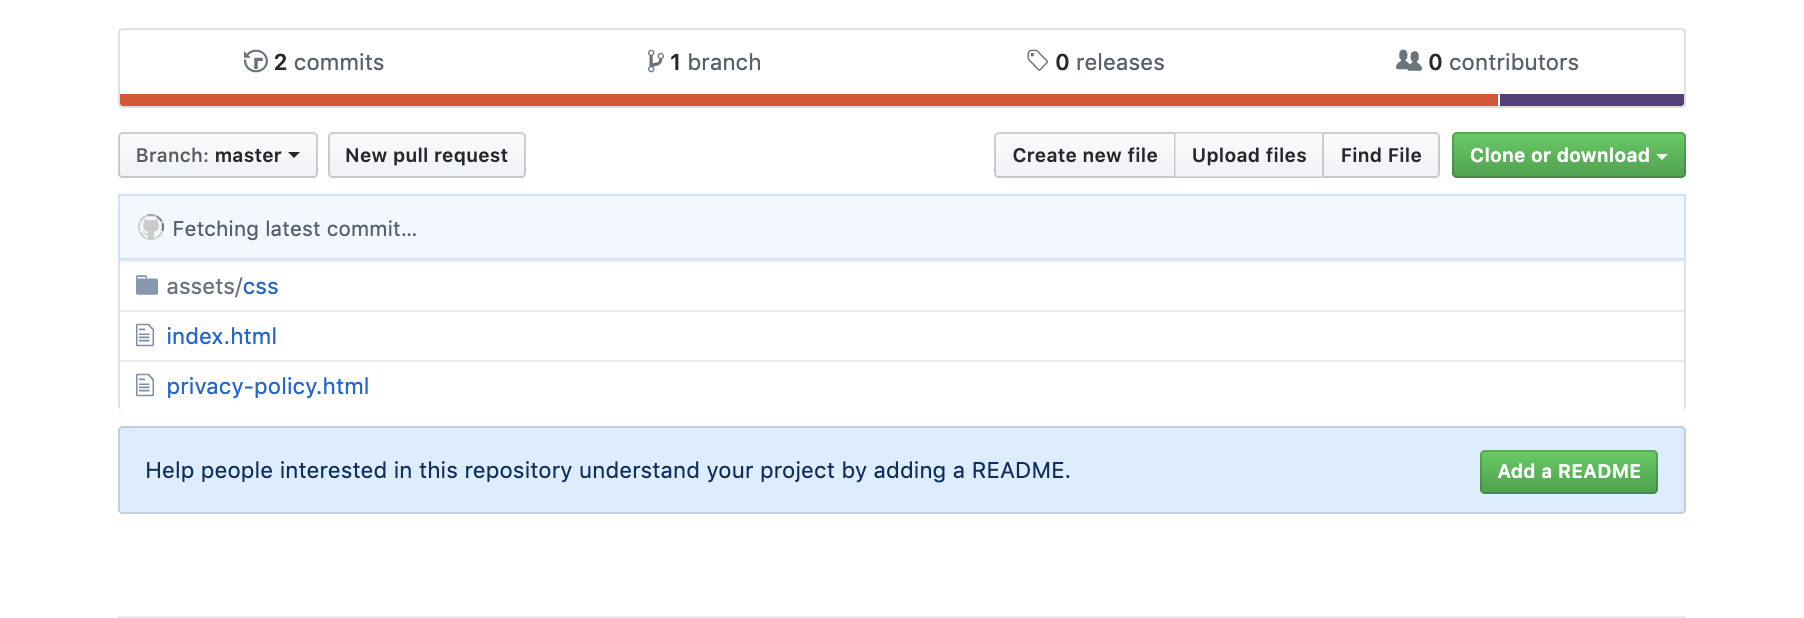 2 commits 1 branch 0 releases 0 contributors
Branch: master New pull request Create new file Upload files Find File Clone or download
Fetching latest commit...
assets/css
index.html
privacy-policy.html
Help people interested in this repository understand your project by adding a README. Add a README